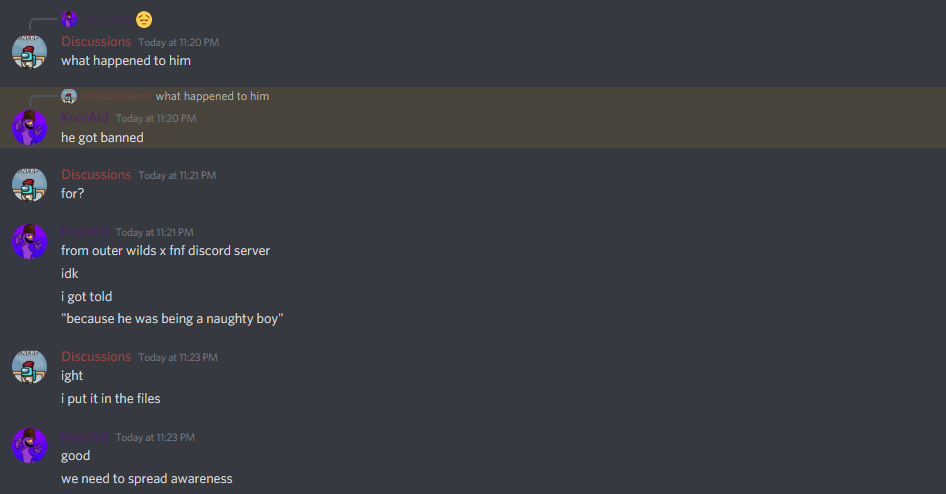 😔
Discussions Today at 11:20 PM
what happened to him
@Discussions what happened to him
KoolAid Today at 11:20 PM
he got banned
Discussions Today at 11:21 PM
for?
KoolAid Today at 11:21 PM
from outer wilds x fnf discord server
idk
i got told
"because he was being a naughty boy"
Discussions Today at 11:23 PM
ight
i put it in the files
KoolAid Today at 11:23 PM
good
we need to spread awareness